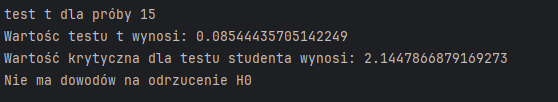 test t dla próby 15
Wartośc testu t wynosi: 0.08544435705142249
Wartość krytyczna dla testu studenta wynosi: 2.1447866879169273
Nie ma dowodów na odrzucenie H0